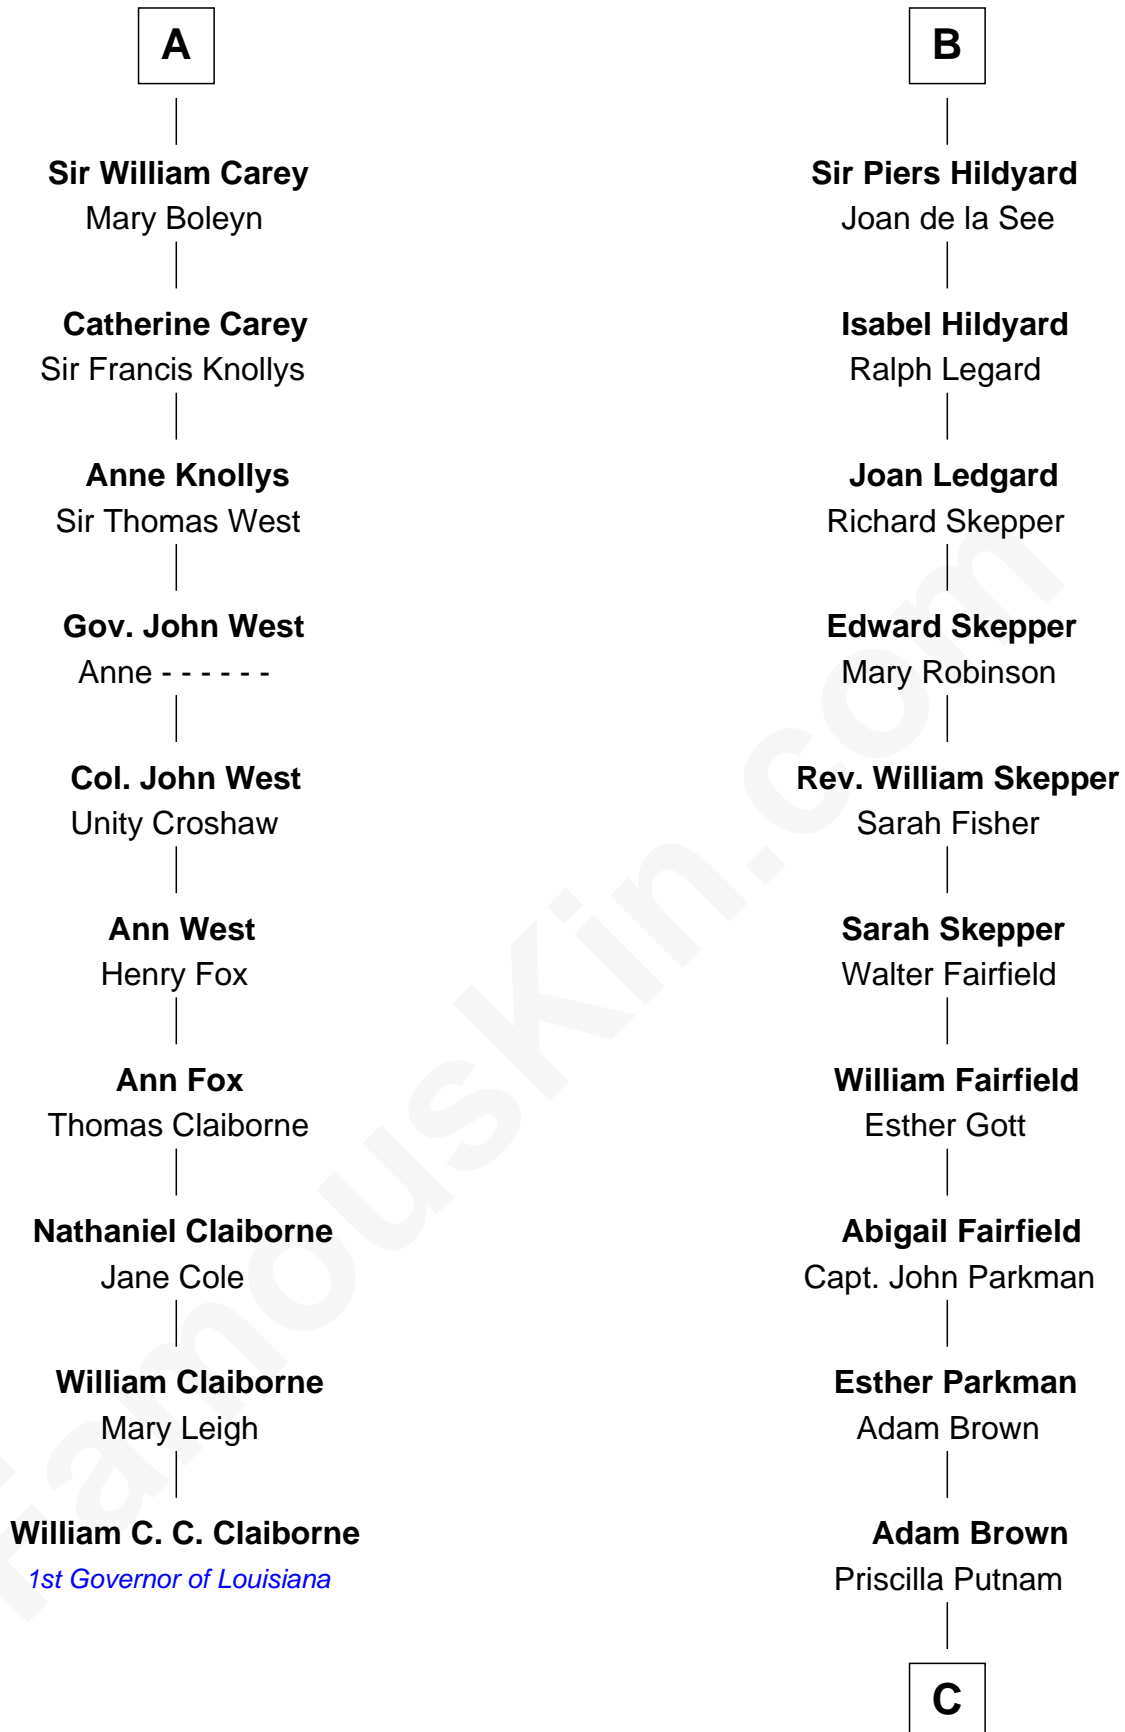 A
Sir William Carey
Mary Boleyn
Catherine Carey
Sir Francis Knollys
Anne Knollys
Sir Thomas West
Gov. John West
Anne - - - - - -
Col. John West
Unity Croshaw
Ann West
Henry Fox
Ann Fox
Thomas Claiborne
Nathaniel Claiborne
Jane Cole
William Claiborne
Mary Leigh
William C. C. Claiborne
1st Governor of Louisiana
B
Sir Piers Hildyard
Joan de la See
Isabel Hildyard
Ralph Legard
Joan Ledgard
Richard Skepper
Edward Skepper
Mary Robinson
Rev. William Skepper
Sarah Fisher
Sarah Skepper
Walter Fairfield
William Fairfield
Esther Gott
Abigail Fairfield
Capt. John Parkman
Esther Parkman
Adam Brown
Adam Brown
Priscilla Putnam
C
FamousKin.com